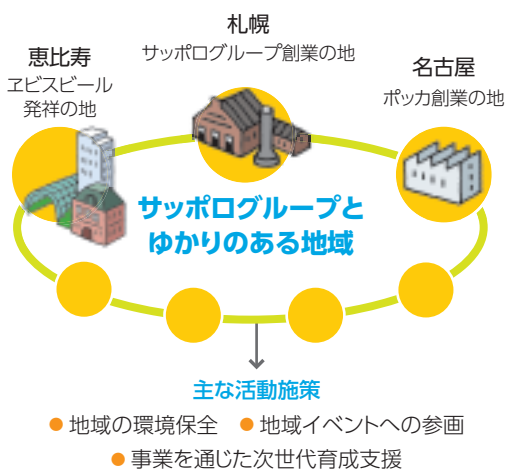 札幌
サッポログループ創業の地
恵比寿
ヱビスビール
発祥の地
名古屋
ポッカ創業の地
サッポログループと
ゆかりのある地域
主な活動施策
● 地域の環境保全 ● 地域イベントへの参画
● 事業を通じた次世代育成支援